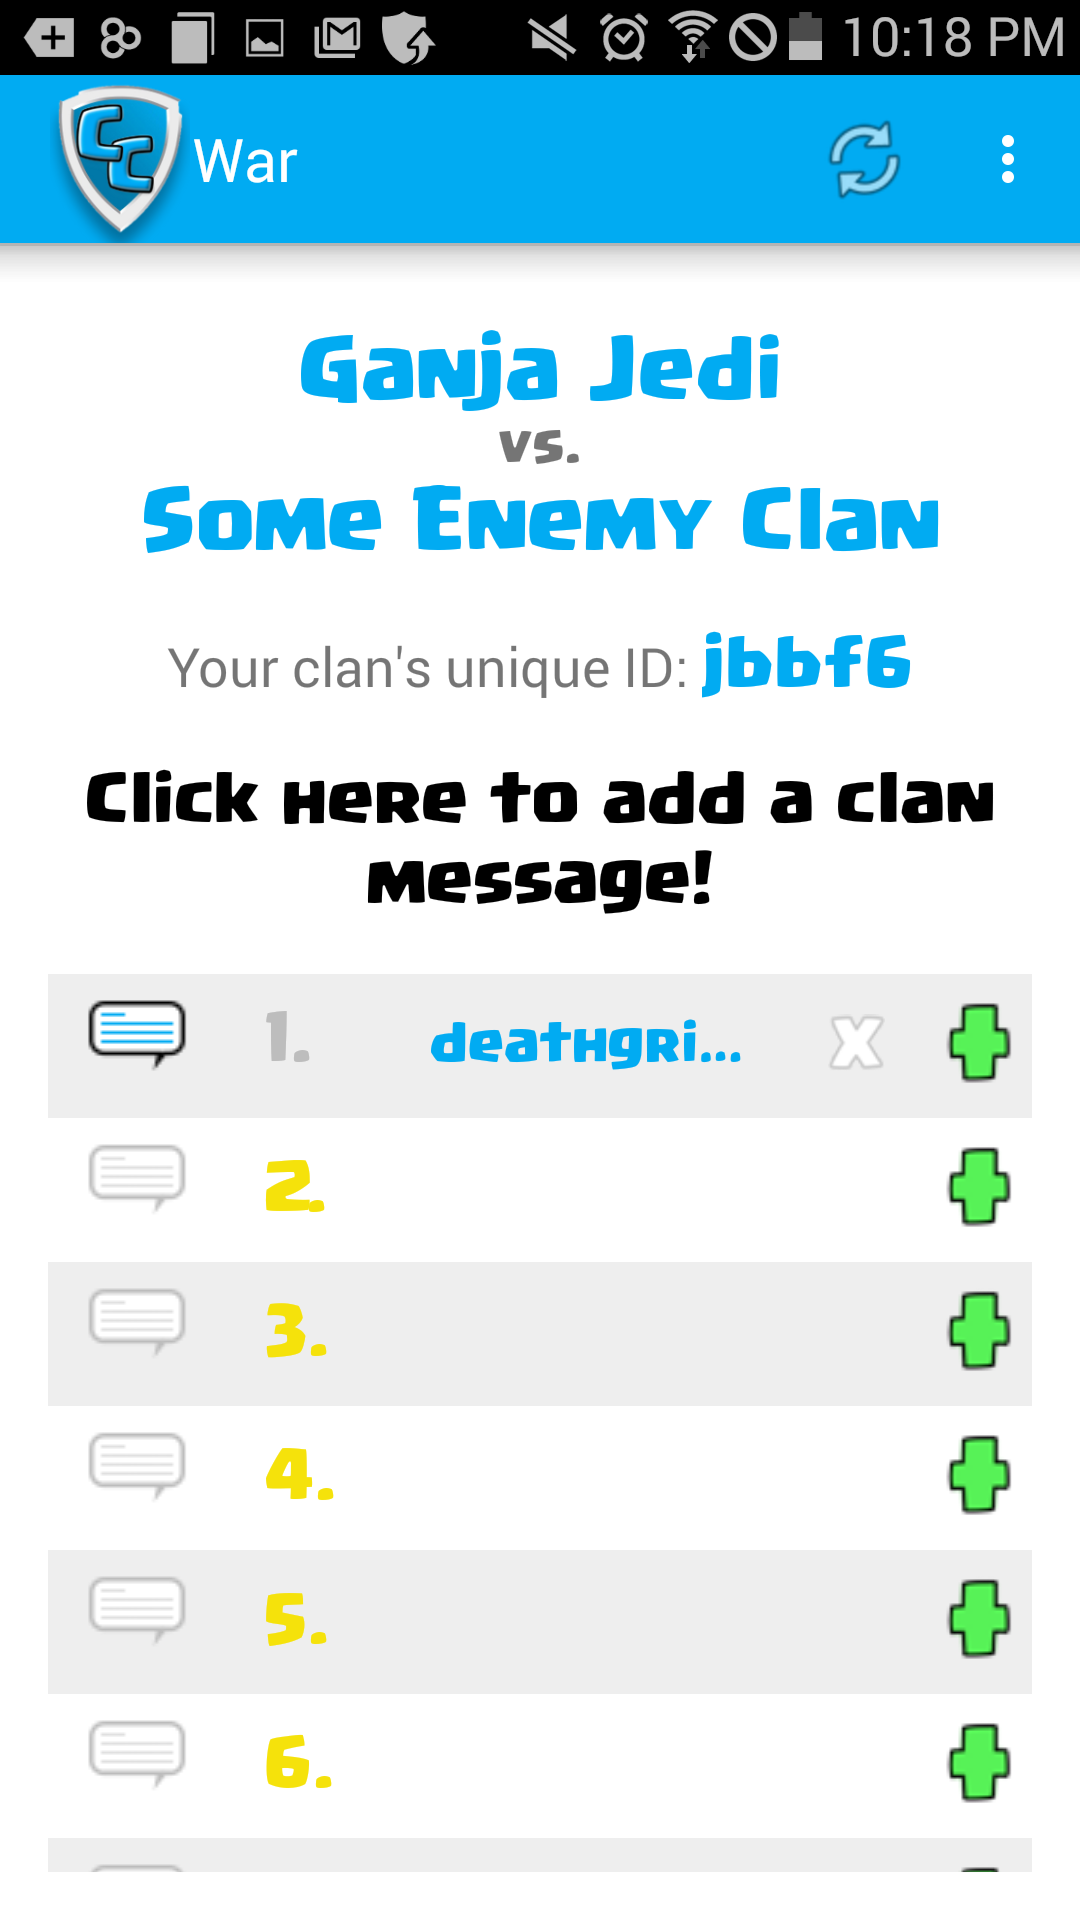 10:18 PM
CC War
Ganja Jedi
vs.
Some Enemy Clan
Your clan's unique ID: jbbf6
Click here to add a clan
message!
1. deathgri... X
2.
3.
4.
5.
6.